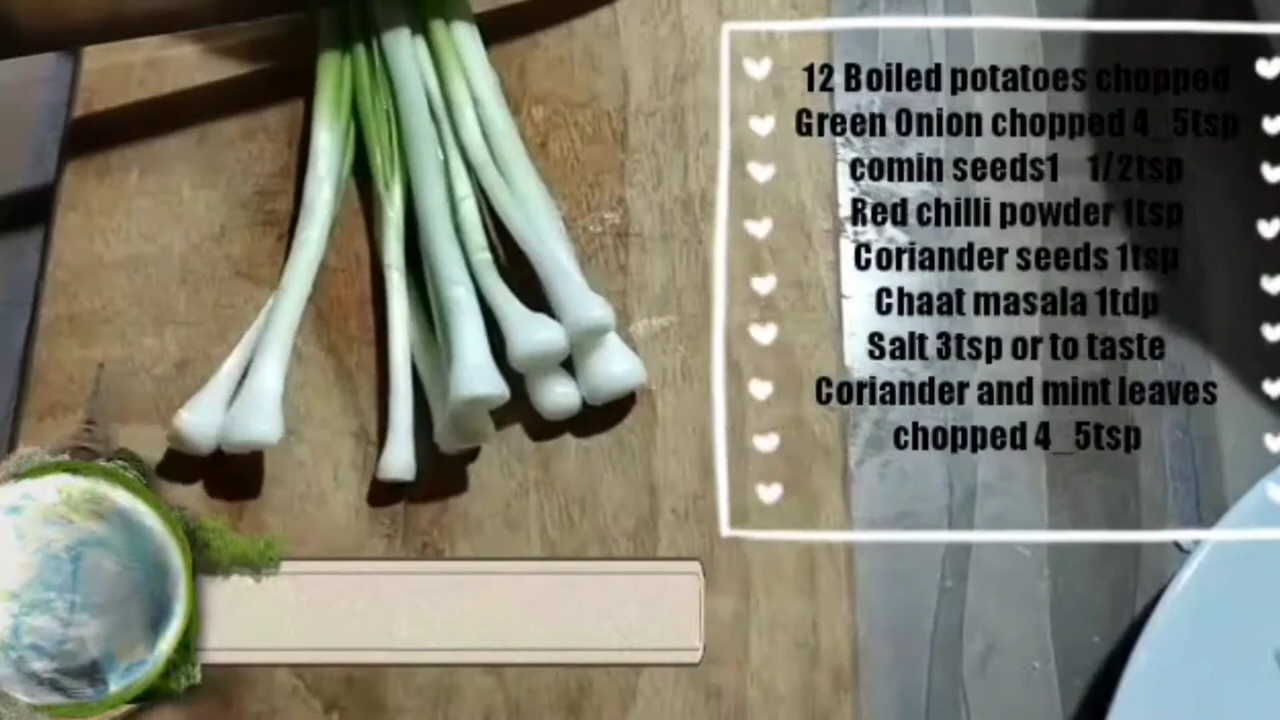 12 Boiled potatoes chopped
Green Onion chopped 4_5tsp
comin seeds1 1/2tsp
Red chilli powder 1tsp
Coriander seeds 1tsp
Chaat masala 1tdp
Salt 3tsp or to taste
Coriander and mint leaves
chopped 4_5tsp